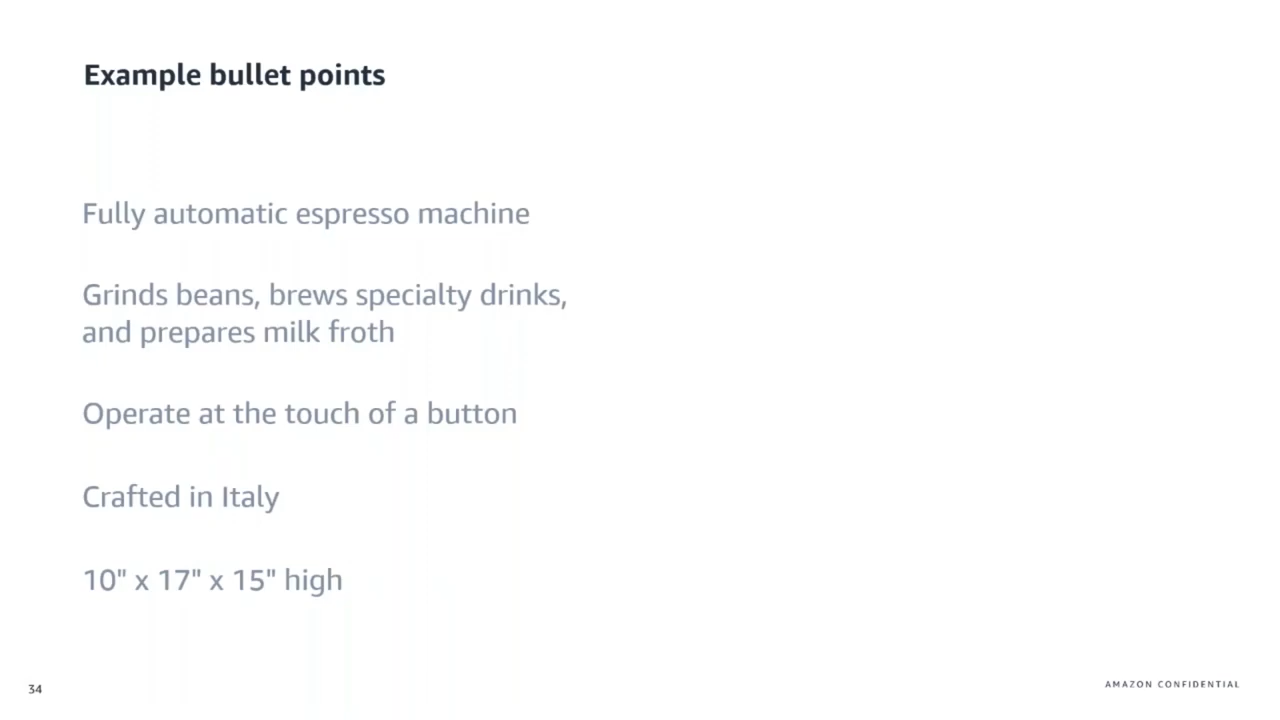 Example bullet points
Fully automatic espresso machine
Grinds beans, brews specialty drinks,
and prepares milk froth
Operate at the touch of a button
Crafted in Italy
10" x 17" x 15" high
34
AMAZON CONFIDENTIAL